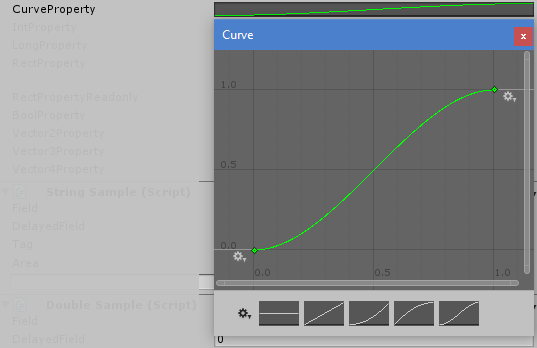 CurveProperty
IntProperty
LongProperty
RectProperty
RectPropertyReadonly
BoolProperty
Vector2Property
Vector3Property
Vector4Property
String Sample (Script)
Field
DelayedField
Tag
Area
Double Sample (Script)
Field
DelayedField
0
Curve
x
1.0
0.5
0.0
0.0
0.5
1.0